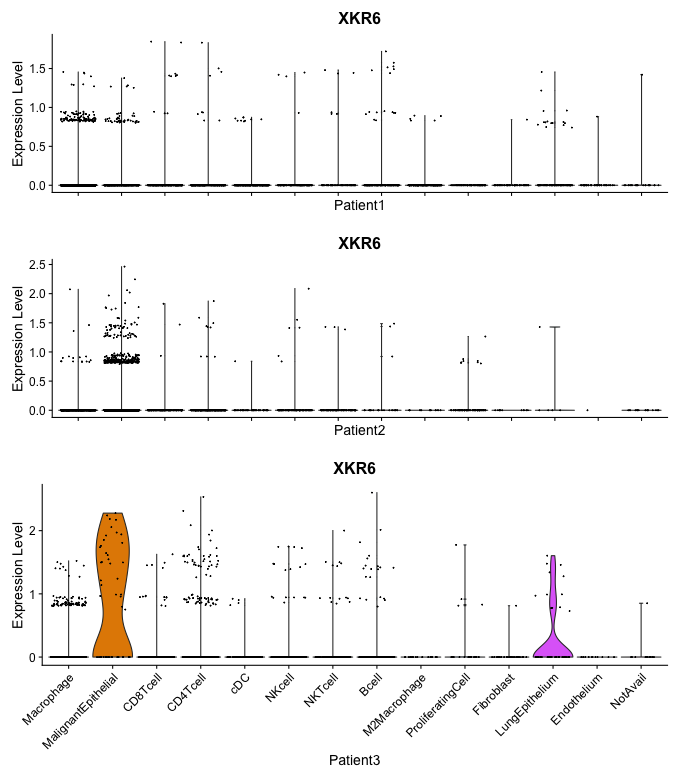 XKR6
Expression Level
1.5
1.0
0.5
0.0
Patient1
XKR6
Expression Level
2.5
2.0
1.5
1.0
0.5
0.0
Patient2
XKR6
Expression Level
2
1
0
Macrophage
MalignantEpithelial
CD8Tcell
CD4Tcell
cDC
NKcell
NKTcell
Bcell
M2Macrophage
ProliferatingCell
Fibroblast
LungEpithelium
Endothelium
NotAvail
Patient3